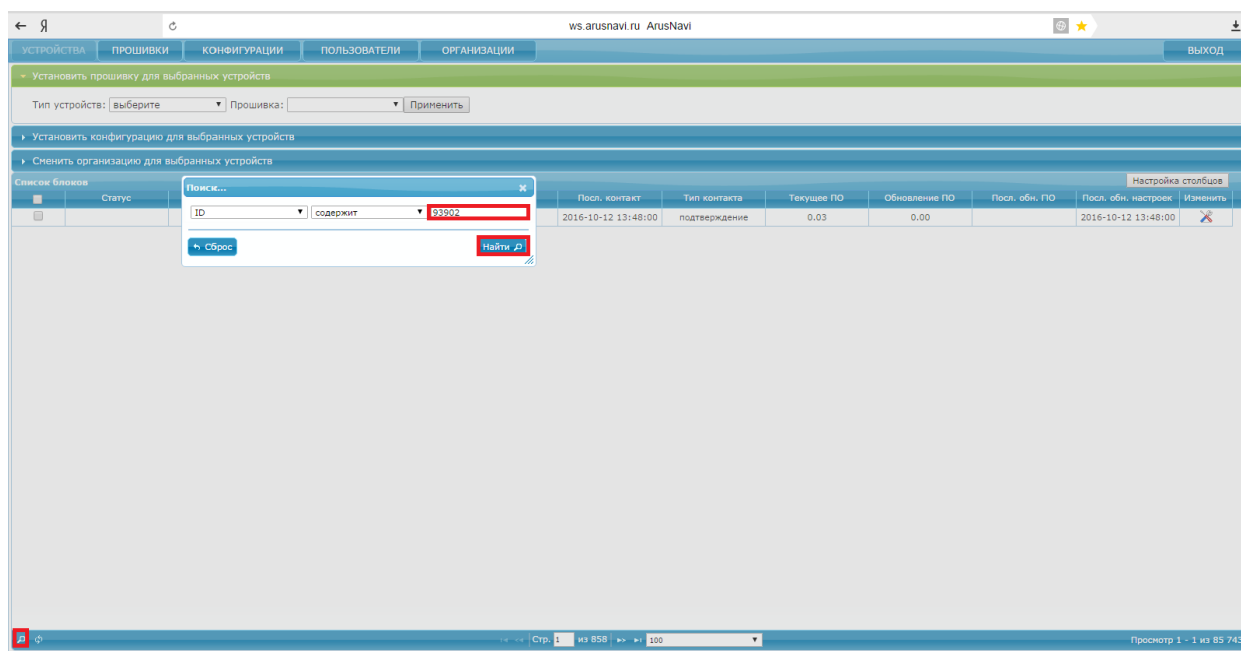 Я ws.arusnavi.ru ArusNavi
УСТРОЙСТВА ПРОШИВКИ КОНФИГУРАЦИИ ПОЛЬЗОВАТЕЛИ ОРГАНИЗАЦИИ ВЫХОД
Установить прошивку для выбранных устройств
Тип устройств: выберите Прошивка: Применить
Установить конфигурацию для выбранных устройств
Сменить организацию для выбранных устройств
Список блоков Настройка столбцов
Статус Посл. контакт Тип контакта Текущее ПО Обновление ПО Посл. обн. ПО Посл. обн. настроек Изменить
2016-10-12 13:48:00 подтверждение 0.03 0.00 2016-10-12 13:48:00
Поиск...
ID содержит 93902
Сброс Найти
Стр. 1 из 858 100 Просмотр 1 - 1 из 85 743